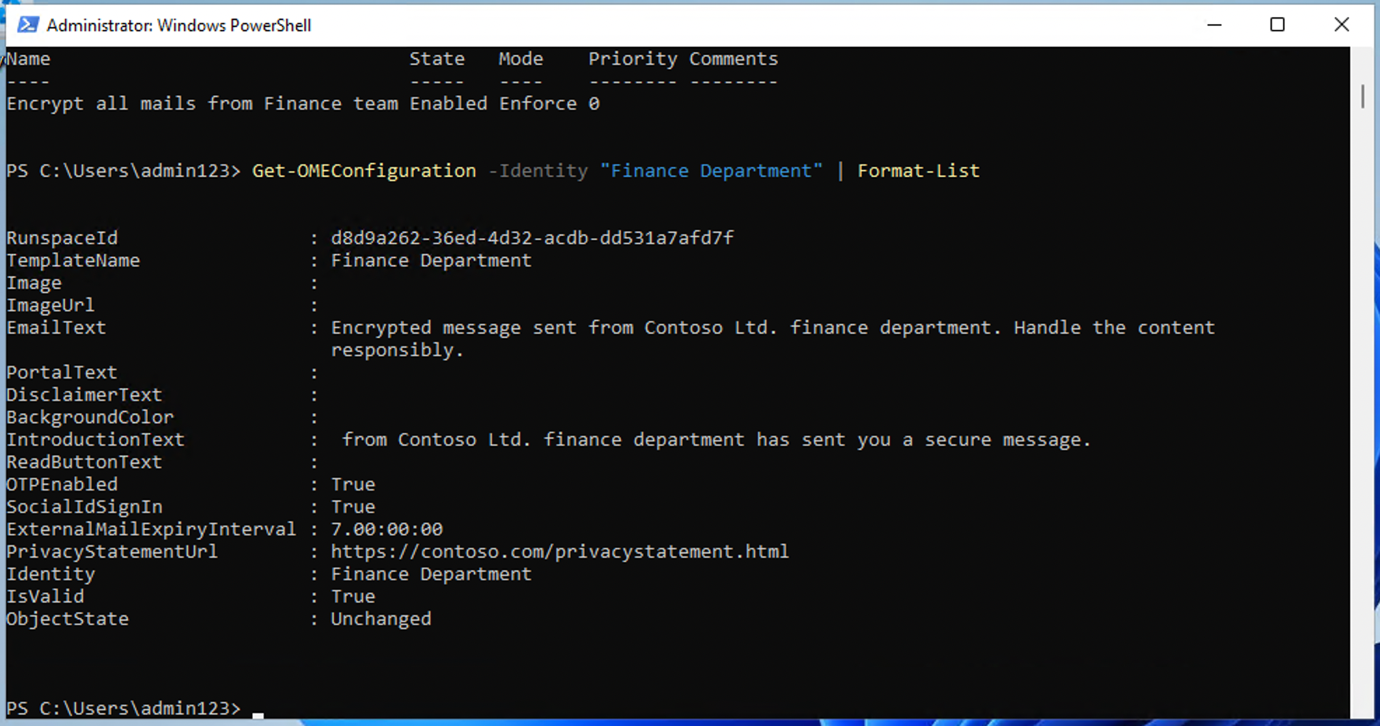 Administrator: Windows PowerShell
Name                                State   Mode    Priority Comments
----                                -----   ----    -------- --------
Encrypt all mails from Finance team Enabled Enforce 0
PS C:\Users\admin123> Get-OMEConfiguration -Identity "Finance Department" | Format-List
RunspaceId                 : d8d9a262-36ed-4d32-acdb-dd531a7afd7f
TemplateName               : Finance Department
Image                      :
ImageUrl                   :
EmailText                  : Encrypted message sent from Contoso Ltd. finance department. Handle the content
                             responsibly.
PortalText                 :
DisclaimerText             :
BackgroundColor            :
IntroductionText           :  from Contoso Ltd. finance department has sent you a secure message.
ReadButtonText             :
OTPEnabled                 : True
SocialIdSignIn             : True
ExternalMailExpiryInterval : 7.00:00:00
PrivacyStatementUrl        : https://contoso.com/privacystatement.html
Identity                   : Finance Department
IsValid                    : True
ObjectState                : Unchanged
PS C:\Users\admin123>